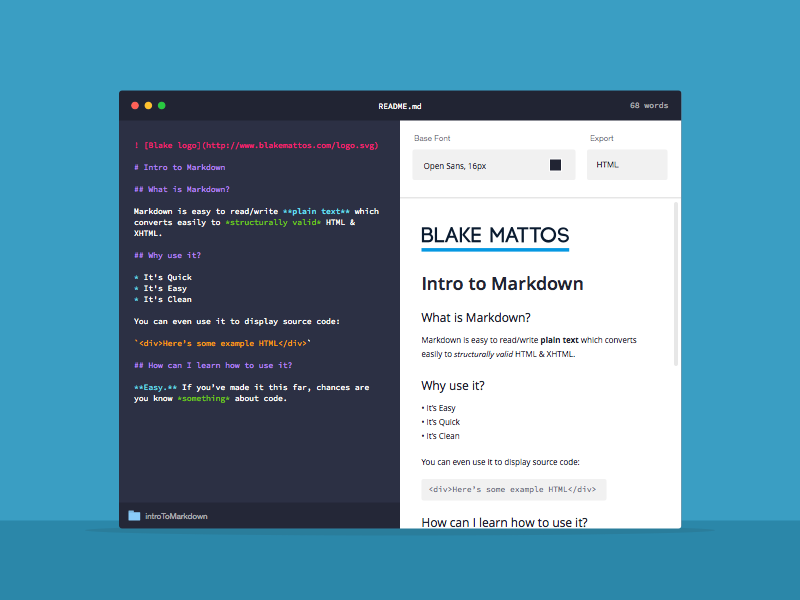 README.md
68 words
! [Blake logo](http://www.blakemattos.com/logo.svg)
# Intro to Markdown
## What is Markdown?
Markdown is easy to read/write **plain text** which
converts easily to *structurally valid* HTML &
XHTML.
## Why use it?
* It's Quick
* It's Easy
* It's Clean
You can even use it to display source code:
`<div>Here's some example HTML</div>`
## How can I learn how to use it?
**Easy.** If you've made it this far, chances are
you know *something* about code.
introToMarkdown
Base Font
Export
Open Sans, 16px
HTML
BLAKE MATTOS
Intro to Markdown
What is Markdown?
Markdown is easy to read/write plain text which converts
easily to structurally valid HTML & XHTML.
Why use it?
• It's Easy
• It's Quick
• It's Clean
You can even use it to display source code:
<div>Here's some example HTML</div>
How can I learn how to use it?